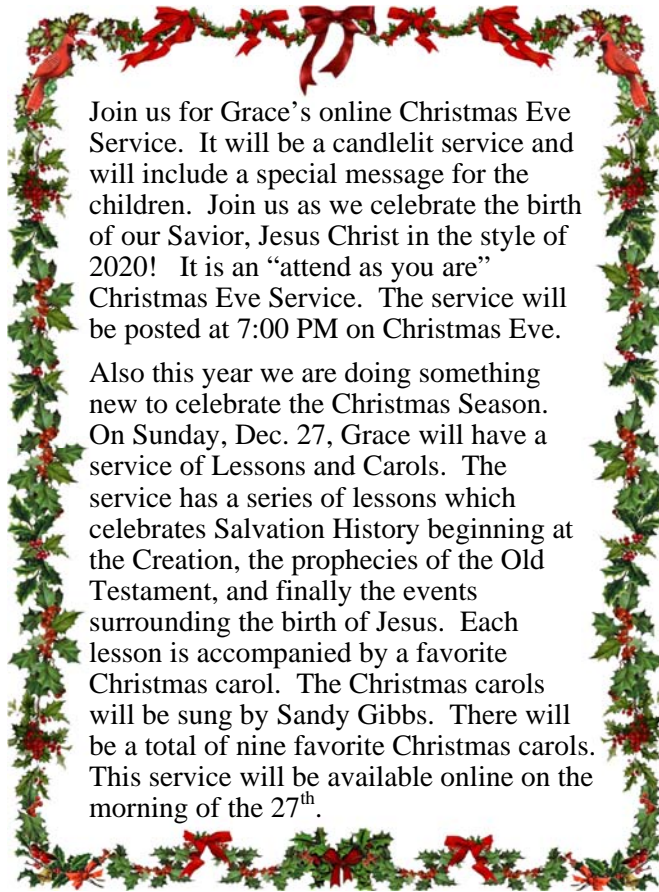 Join us for Grace’s online Christmas Eve
Service.  It will be a candlelit service and
will include a special message for the
children.  Join us as we celebrate the birth
of our Savior, Jesus Christ in the style of
2020!   It is an “attend as you are”
Christmas Eve Service.  The service will
be posted at 7:00 PM on Christmas Eve.
Also this year we are doing something
new to celebrate the Christmas Season.
On Sunday, Dec. 27, Grace will have a
service of Lessons and Carols.  The
service has a series of lessons which
celebrates Salvation History beginning at
the Creation, the prophecies of the Old
Testament, and finally the events
surrounding the birth of Jesus.  Each
lesson is accompanied by a favorite
Christmas carol.  The Christmas carols
will be sung by Sandy Gibbs.  There will
be a total of nine favorite Christmas carols.
This service will be available online on the
morning of the 27th.